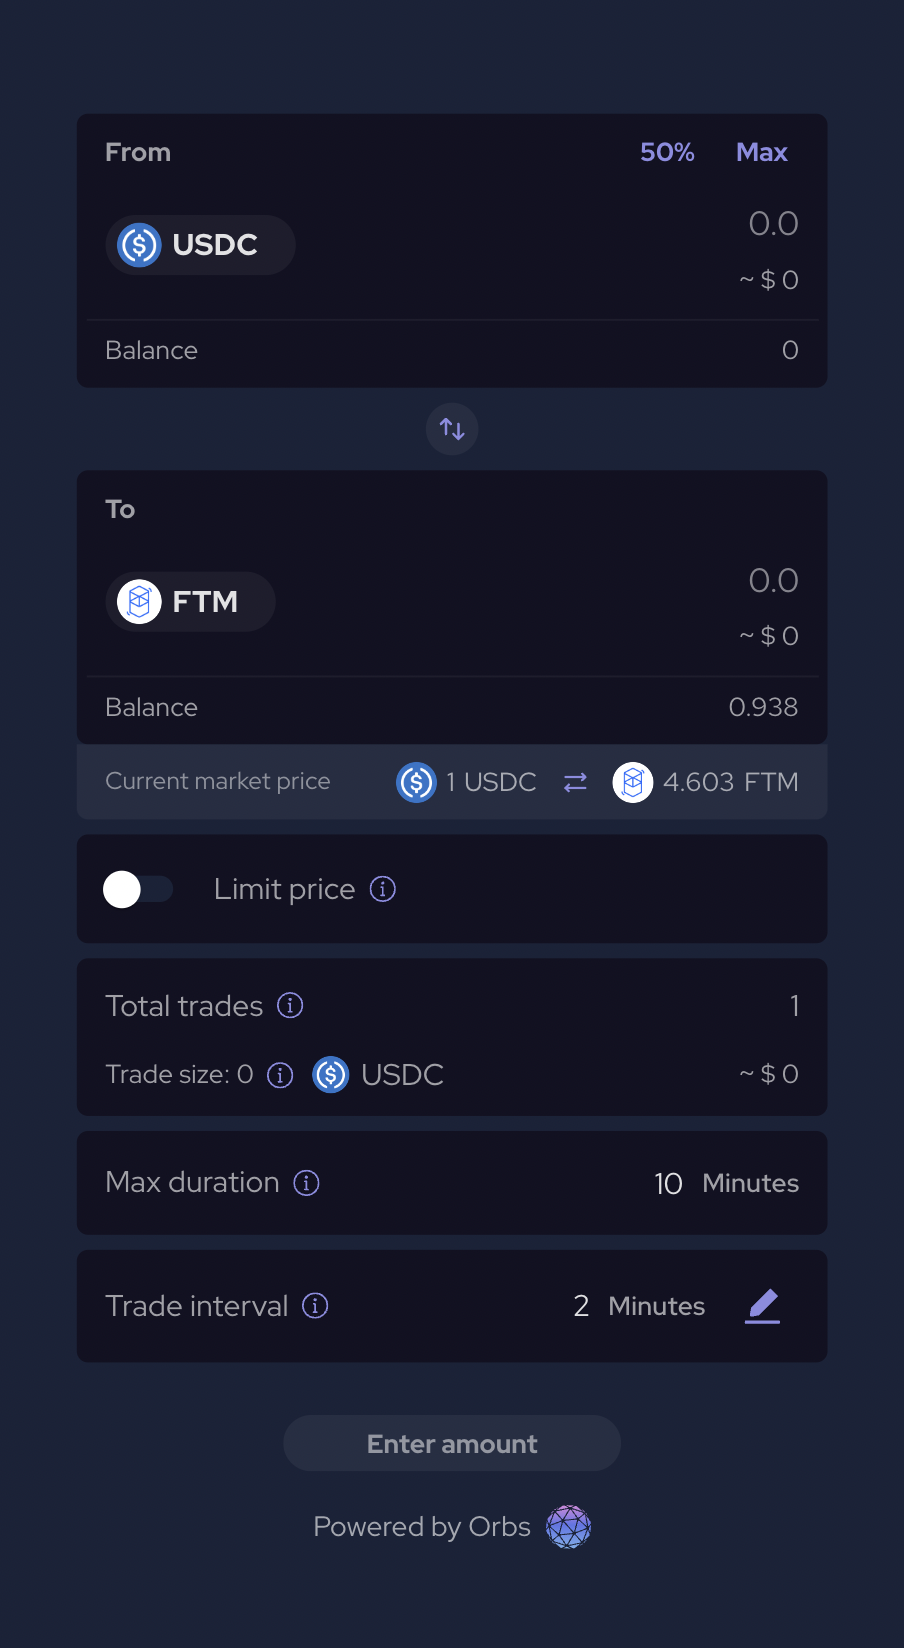 From 50% Max
USDC 0.0
~ $ 0
Balance 0
To
FTM 0.0
~ $ 0
Balance 0.938
Current market price 1 USDC 4.603 FTM
Limit price
Total trades 1
Trade size: 0 USDC ~ $ 0
Max duration 10 Minutes
Trade interval 2 Minutes
Enter amount
Powered by Orbs